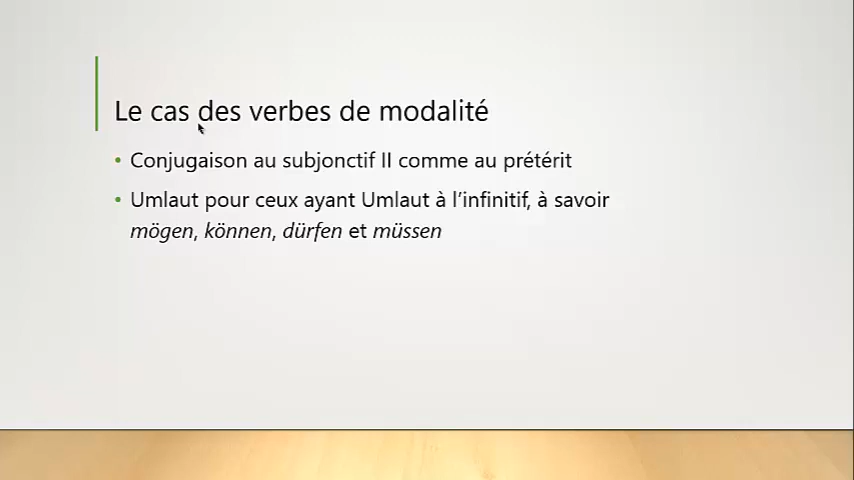 Le cas des verbes de modalité
• Conjugaison au subjonctif II comme au prétérit
• Umlaut pour ceux ayant Umlaut à l’infinitif, à savoir
mögen, können, dürfen et müssen